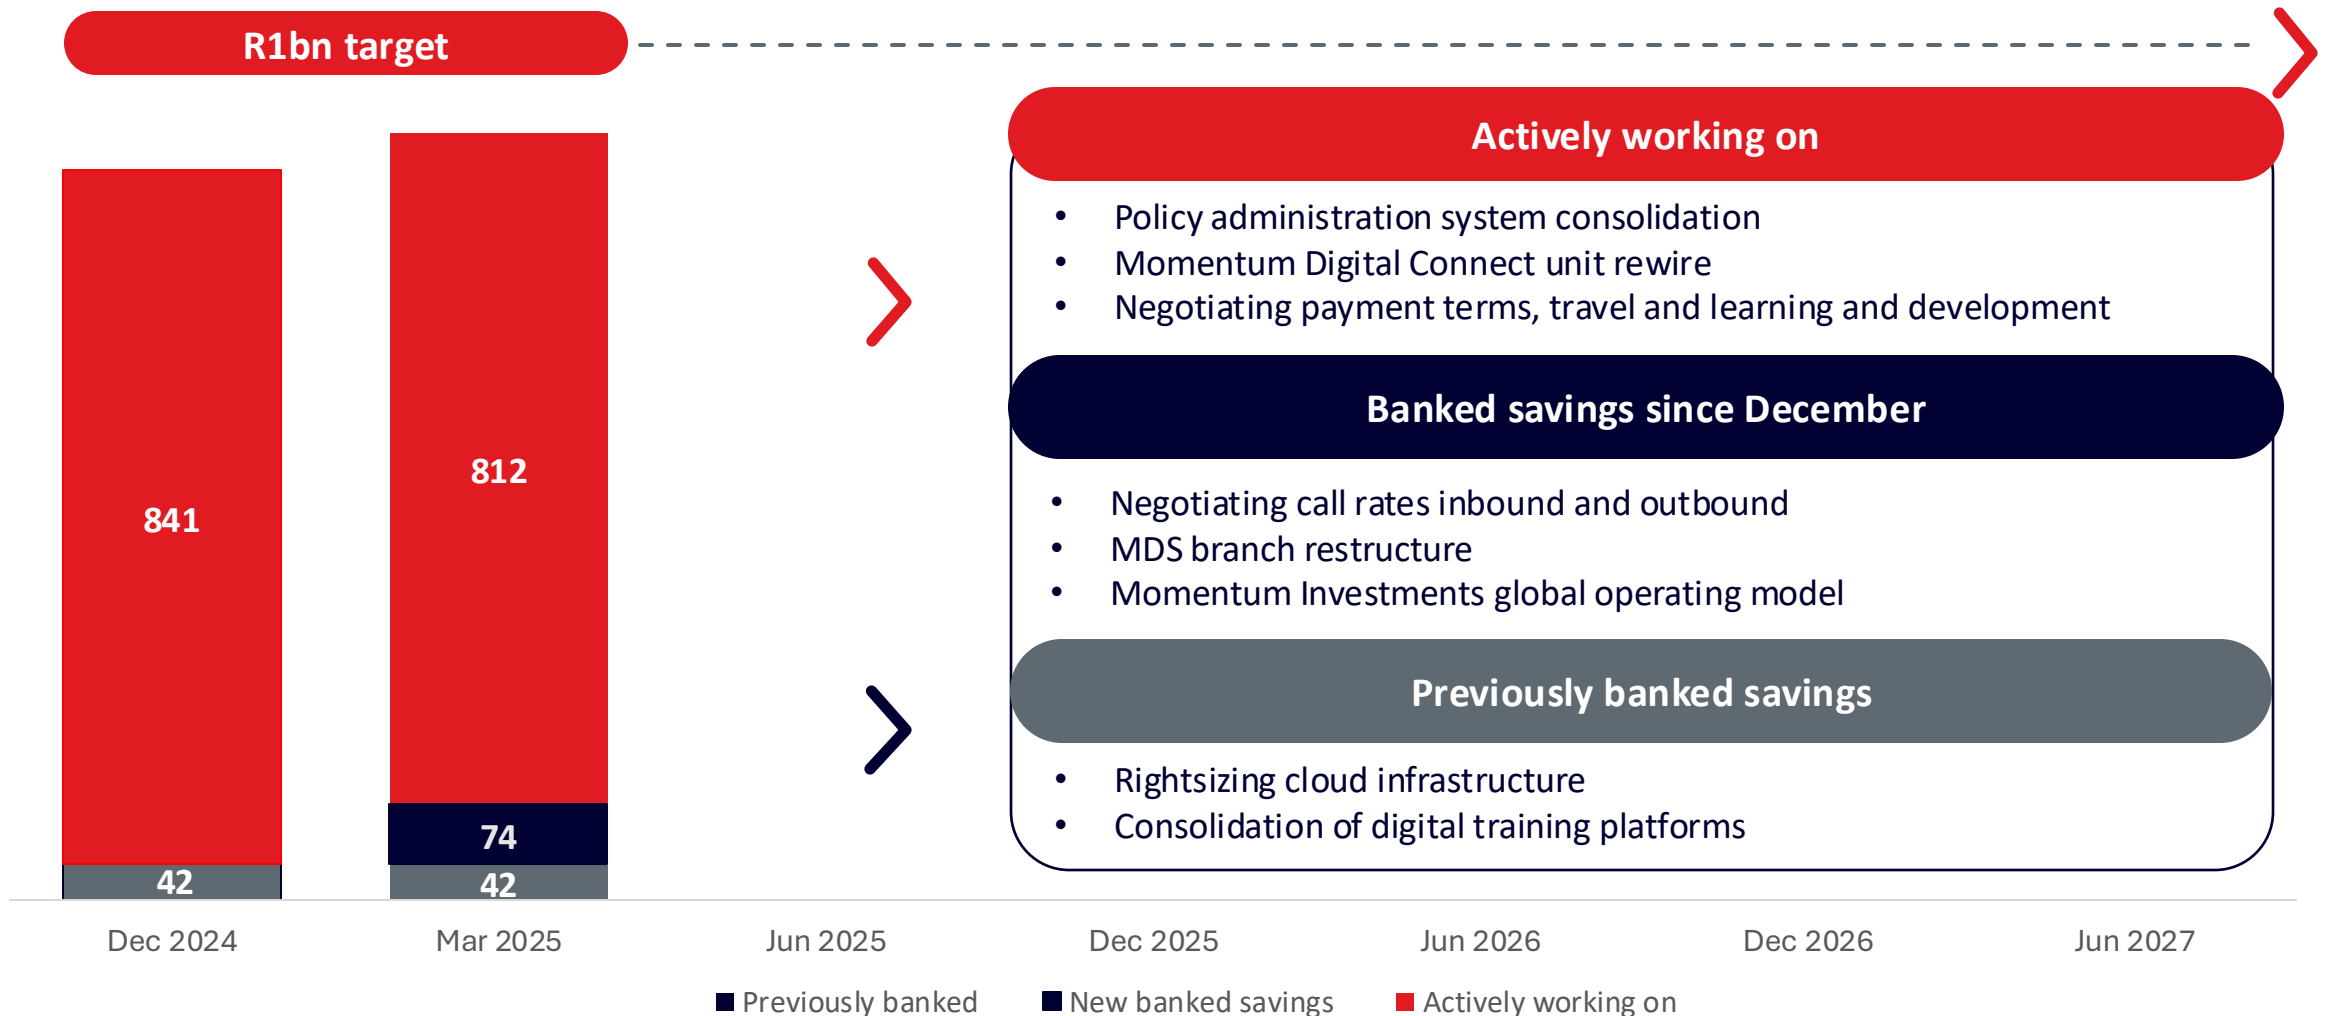 R1bn target
Actively working on
• Policy administration system consolidation
• Momentum Digital Connect unit rewire
• Negotiating payment terms, travel and learning and development
Banked savings since December
• Negotiating call rates inbound and outbound
• MDS branch restructure
• Momentum Investments global operating model
Previously banked savings
• Rightsizing cloud infrastructure
• Consolidation of digital training platforms
841
42
812
74
42
Dec 2024 Mar 2025 Jun 2025 Dec 2025 Jun 2026 Dec 2026 Jun 2027
Previously banked New banked savings Actively working on